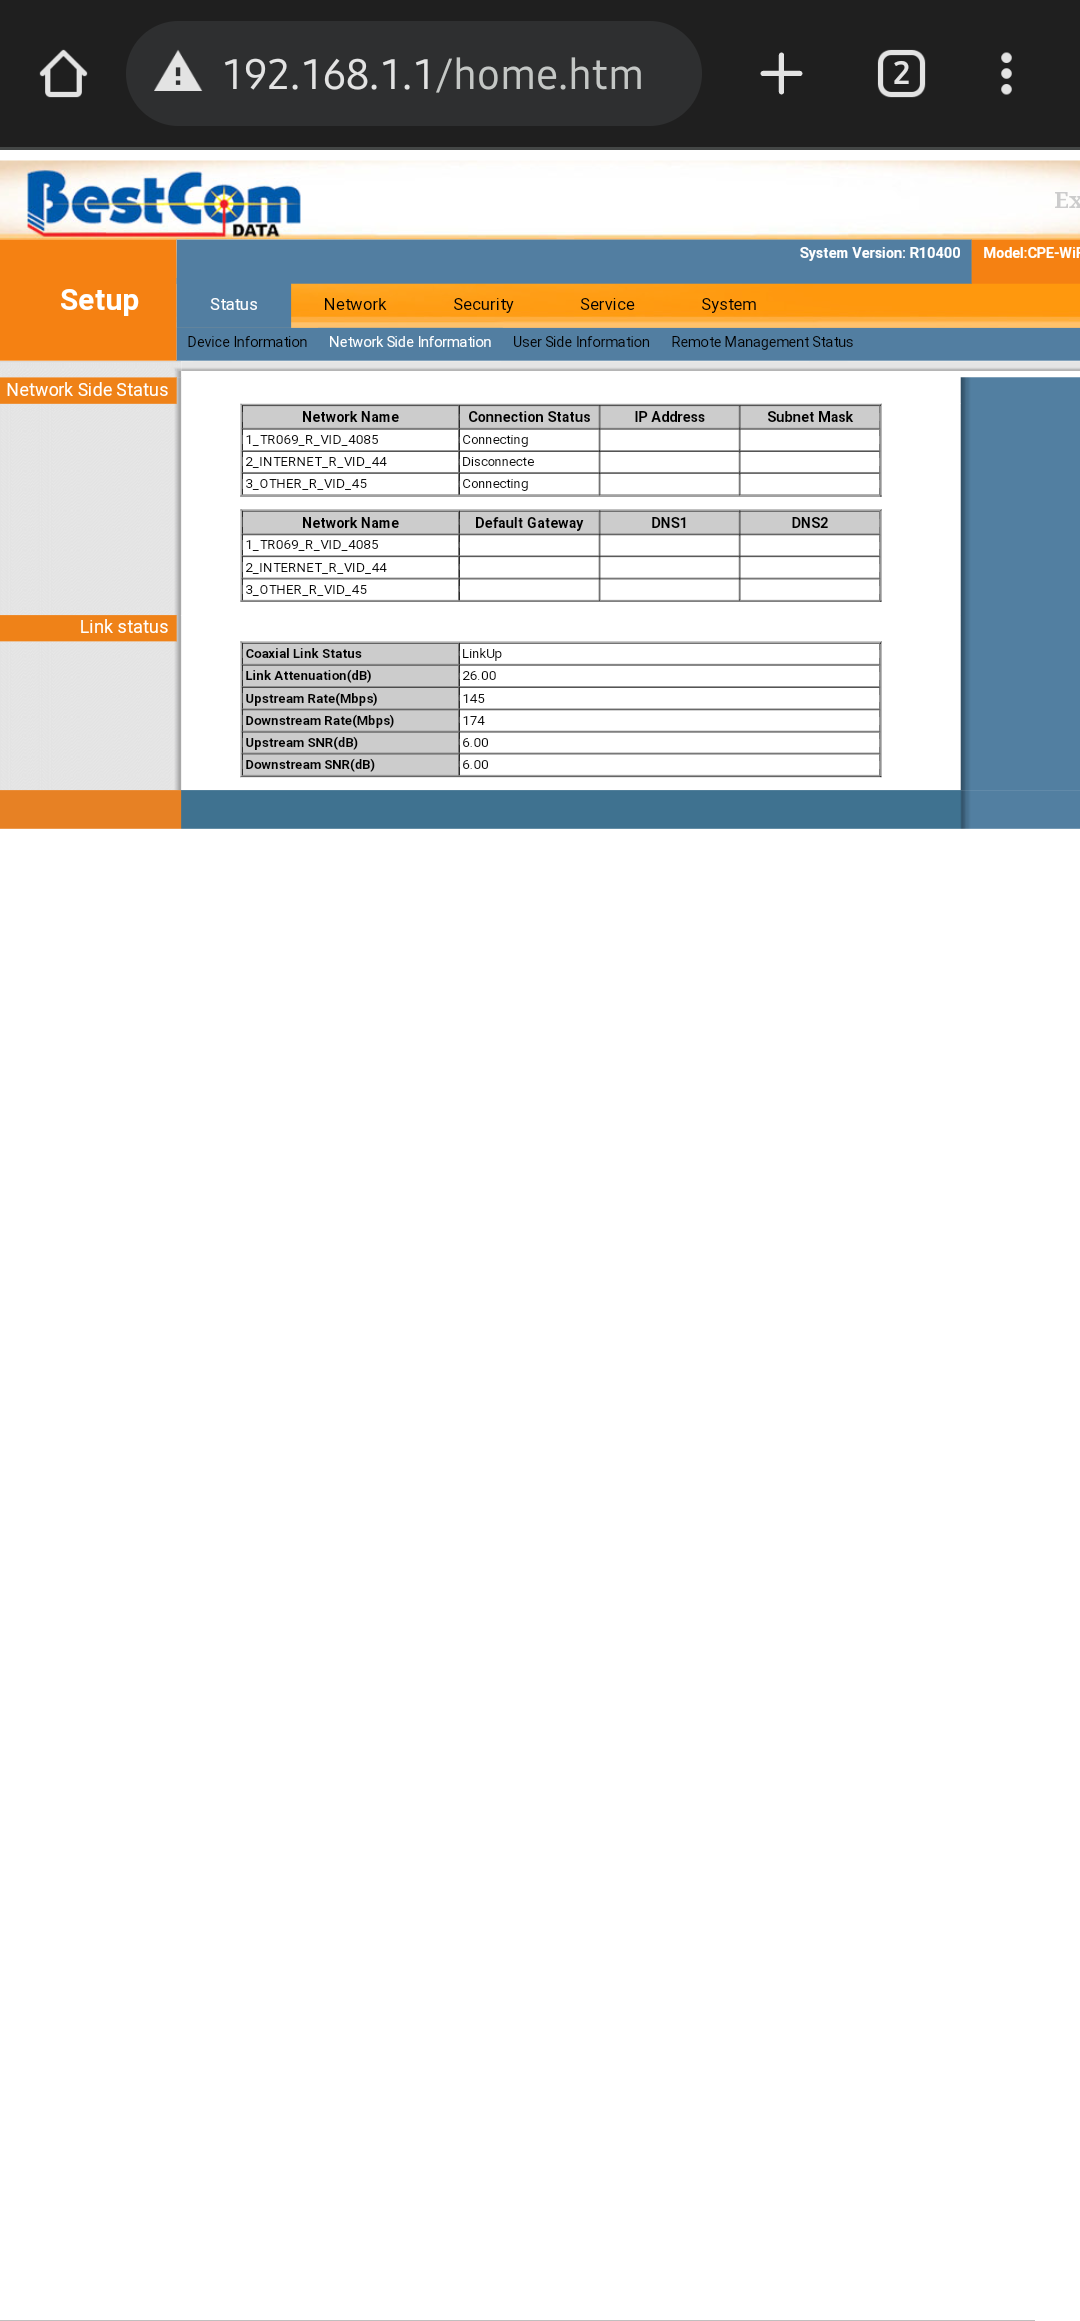 192.168.1.1/home.htm
2
BestCom
DATA
Ex
System Version: R10400
Model:CPE-WiF
Setup
Status Network Security Service System
Device Information Network Side Information User Side Information Remote Management Status
Network Side Status
Network Name Connection Status IP Address Subnet Mask
1_TR069_R_VID_4085 Connecting
2_INTERNET_R_VID_44 Disconnecte
3_OTHER_R_VID_45 Connecting
Network Name Default Gateway DNS1 DNS2
1_TR069_R_VID_4085
2_INTERNET_R_VID_44
3_OTHER_R_VID_45
Link status
Coaxial Link Status LinkUp
Link Attenuation(dB) 26.00
Upstream Rate(Mbps) 145
Downstream Rate(Mbps) 174
Upstream SNR(dB) 6.00
Downstream SNR(dB) 6.00